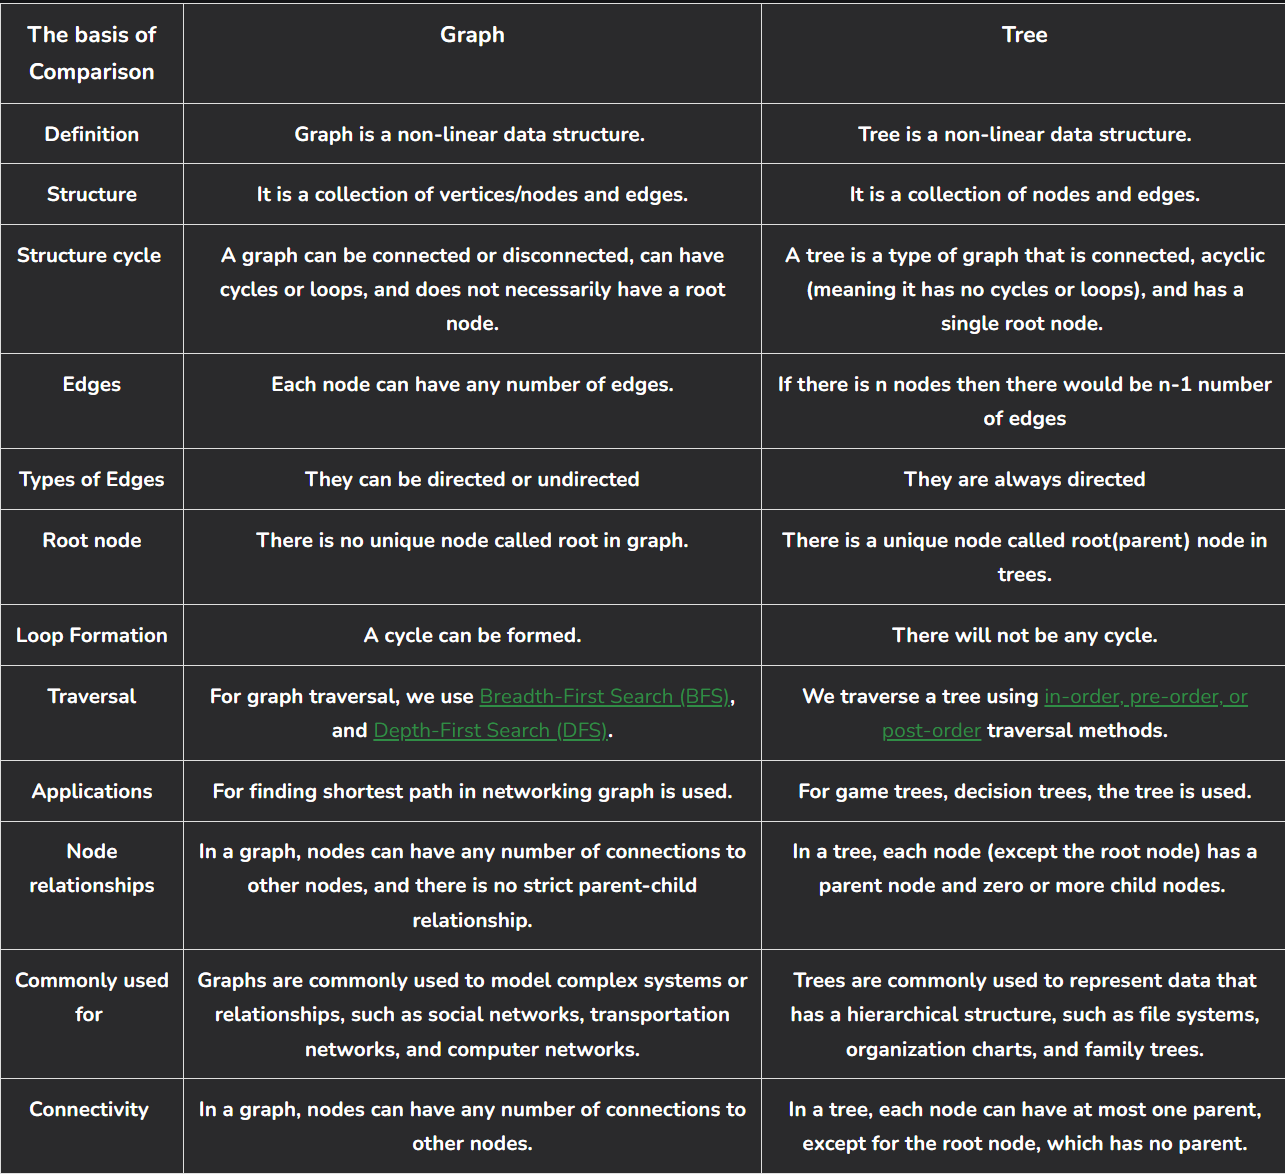 The basis of
Comparison
Graph
Tree
Definition
Graph is a non-linear data structure.
Tree is a non-linear data structure.
Structure
It is a collection of vertices/nodes and edges.
It is a collection of nodes and edges.
Structure cycle
A graph can be connected or disconnected, can have
cycles or loops, and does not necessarily have a root
node.
A tree is a type of graph that is connected, acyclic
(meaning it has no cycles or loops), and has a
single root node.
Edges
Each node can have any number of edges.
If there is n nodes then there would be n-1 number
of edges
Types of Edges
They can be directed or undirected
They are always directed
Root node
There is no unique node called root in graph.
There is a unique node called root(parent) node in
trees.
Loop Formation
A cycle can be formed.
There will not be any cycle.
Traversal
For graph traversal, we use Breadth-First Search (BFS),
and Depth-First Search (DFS).
We traverse a tree using in-order, pre-order, or
post-order traversal methods.
Applications
For finding shortest path in networking graph is used.
For game trees, decision trees, the tree is used.
Node
relationships
In a graph, nodes can have any number of connections to
other nodes, and there is no strict parent-child
relationship.
In a tree, each node (except the root node) has a
parent node and zero or more child nodes.
Commonly used
for
Graphs are commonly used to model complex systems or
relationships, such as social networks, transportation
networks, and computer networks.
Trees are commonly used to represent data that
has a hierarchical structure, such as file systems,
organization charts, and family trees.
Connectivity
In a graph, nodes can have any number of connections to
other nodes.
In a tree, each node can have at most one parent,
except for the root node, which has no parent.